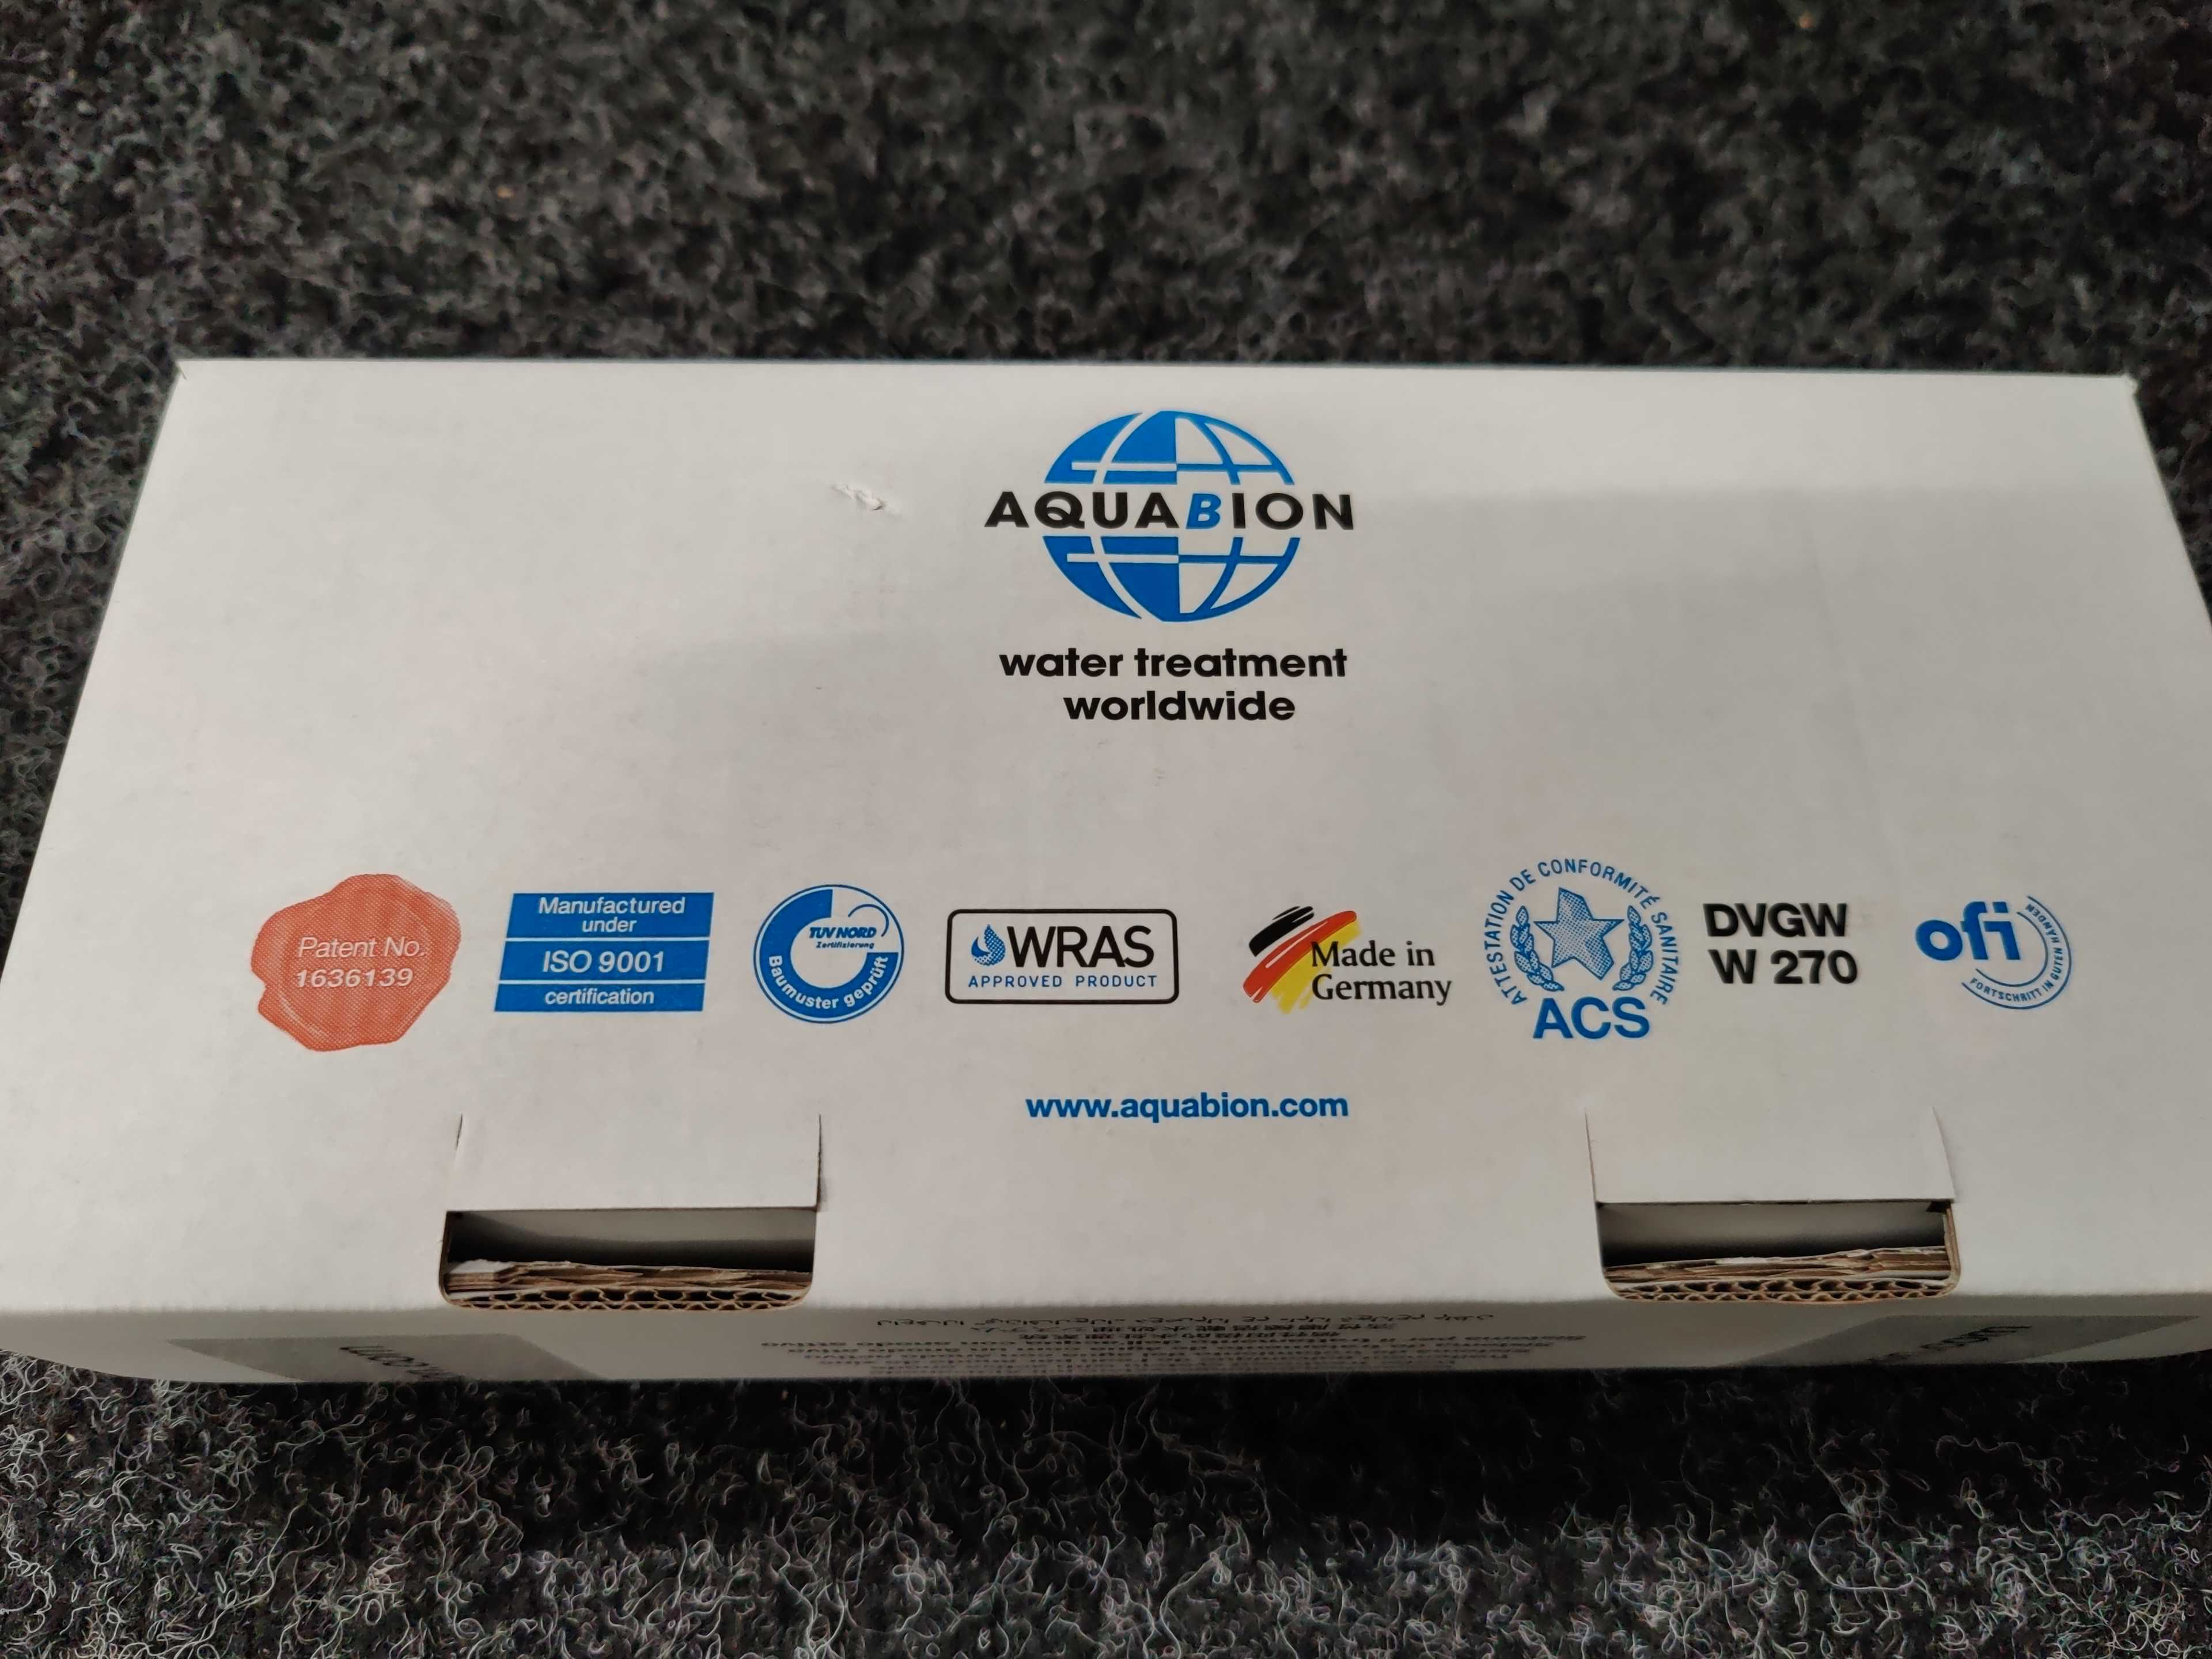 AQUABION
water treatment
worldwide
Patent No.
1636139
Manufactured
under
ISO 9001
certification
TÜV NORD
Zertifizierung
Baumuster geprüft
WRAS
APPROVED PRODUCT
Made in
Germany
ATTESTATION DE CONFORMITÉ SANITAIRE
ACS
DVGW
W 270
ofi
FORTSCHRITT IN GUTEN HÄNDEN
www.aquabion.com